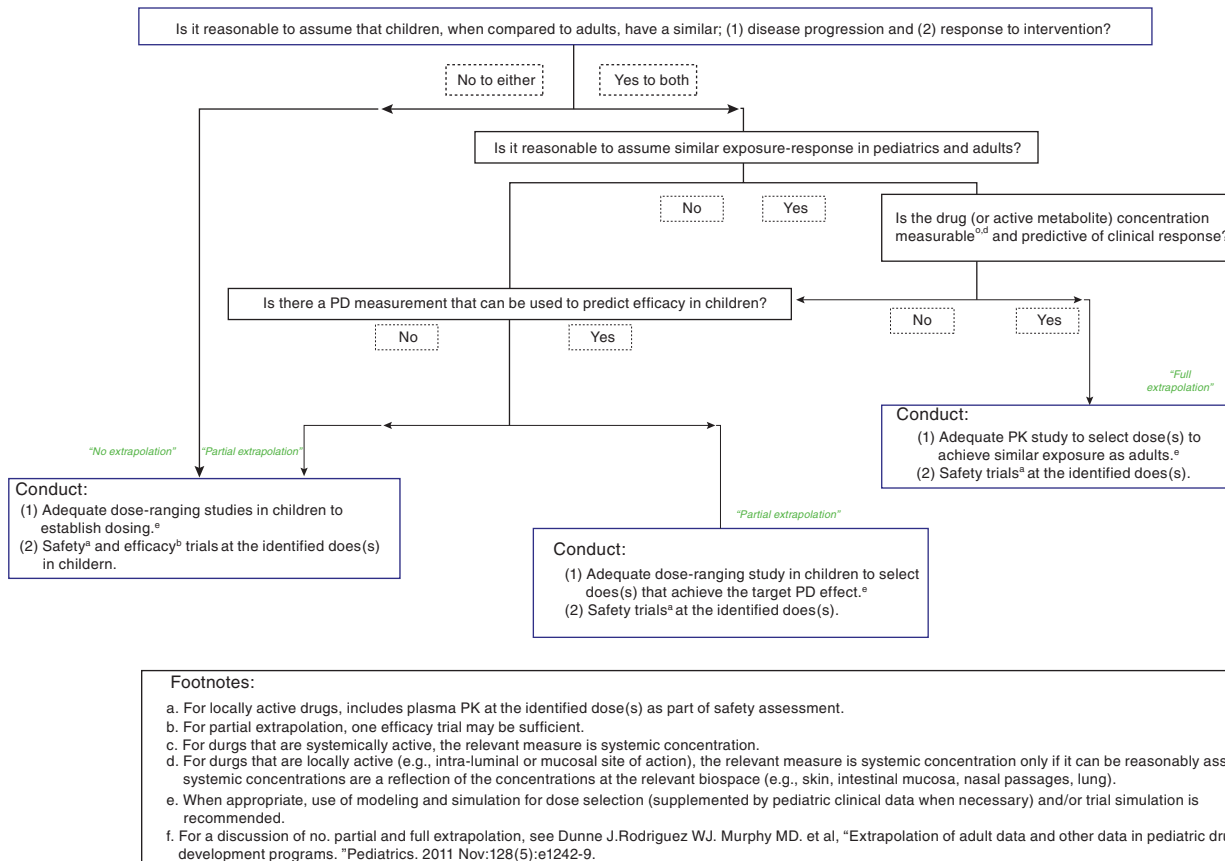 Is it reasonable to assume that children, when compared to adults, have a similar; (1) disease progression and (2) response to intervention?
No to either
Yes to both
Is it reasonable to assume similar exposure-response in pediatrics and adults?
No
Yes
Is the drug (or active metabolite) concentration
measurable^o,d and predictive of clinical response?
Is there a PD measurement that can be used to predict efficacy in children?
No
Yes
No
Yes
“Full
extrapolation”
“No extrapolation”
“Partial extrapolation”
Conduct:
(1) Adequate PK study to select dose(s) to
achieve similar exposure as adults.^e
(2) Safety trials^a at the identified does(s).
Conduct:
(1) Adequate dose-ranging studies in children to
establish dosing.^e
(2) Safety^a and efficacy^b trials at the identified does(s)
in childern.
“Partial extrapolation”
Conduct:
(1) Adequate dose-ranging study in children to select
does(s) that achieve the target PD effect.^e
(2) Safety trials^a at the identified does(s).
Footnotes:
a. For locally active drugs, includes plasma PK at the identified dose(s) as part of safety assessment.
b. For partial extrapolation, one efficacy trial may be sufficient.
c. For durgs that are systemically active, the relevant measure is systemic concentration.
d. For durgs that are locally active (e.g., intra-luminal or mucosal site of action), the relevant measure is systemic concentration only if it can be reasonably ass
systemic concentrations are a reflection of the concentrations at the relevant biospace (e.g., skin, intestinal mucosa, nasal passages, lung).
e. When appropriate, use of modeling and simulation for dose selection (supplemented by pediatric clinical data when necessary) and/or trial simulation is
recommended.
f. For a discussion of no. partial and full extrapolation, see Dunne J.Rodriguez WJ. Murphy MD. et al, “Extrapolation of adult data and other data in pediatric dru
development programs. ”Pediatrics. 2011 Nov:128(5):e1242-9.